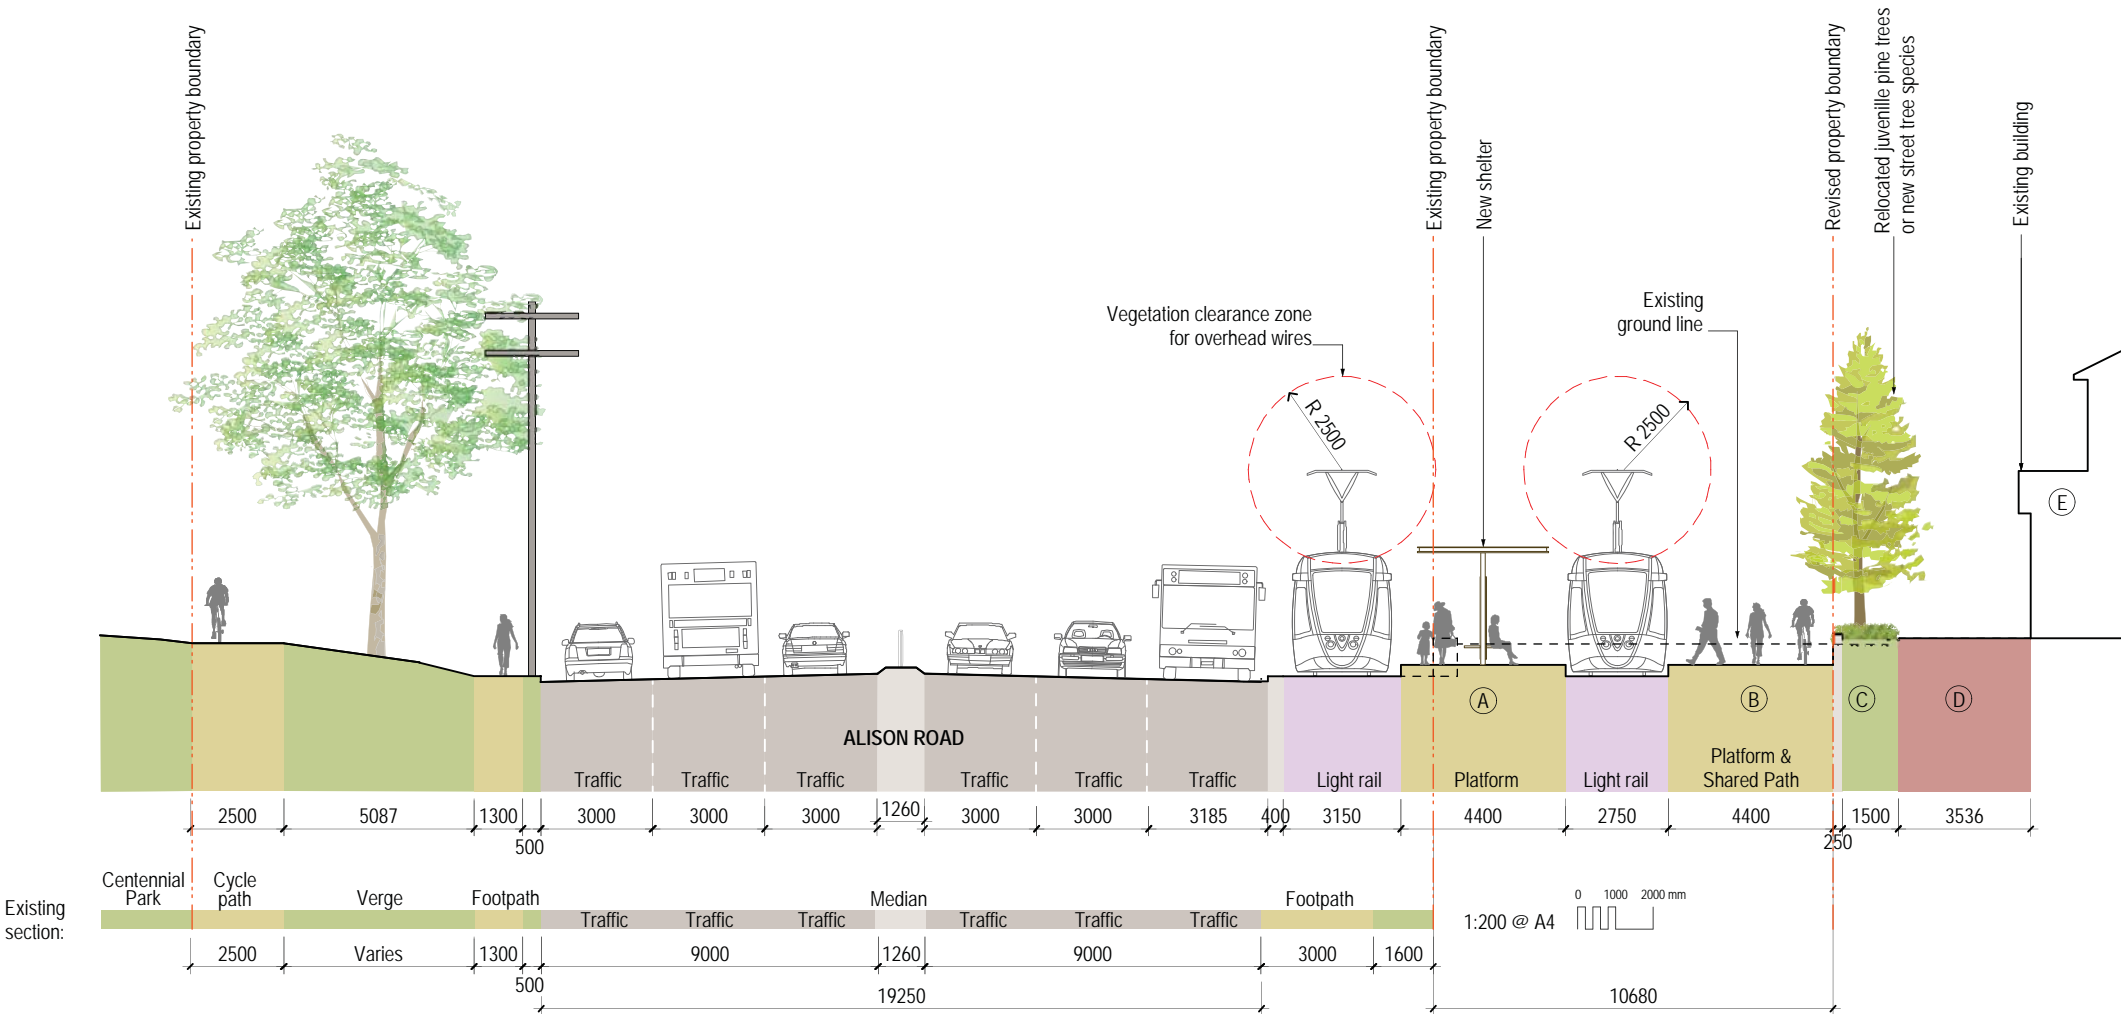 Existing property boundary
Existing property boundary
New shelter
Revised property boundary
Relocated juvenille pine trees
or new street tree species
Existing building
Vegetation clearance zone
for overhead wires
Existing
ground line
R 2500
R 2500
E
A
B
C
D
ALISON ROAD
Traffic
Traffic
Traffic
Traffic
Traffic
Traffic
Light rail
Platform
Light rail
Platform &
Shared Path
2500
5087
1300
500
3000
3000
3000
1260
3000
3000
3185
400
3150
4400
2750
4400
250
1500
3536
Existing
section:
Centennial
Park
Cycle
path
Verge
Footpath
Median
Footpath
Traffic
Traffic
Traffic
Traffic
Traffic
Traffic
1:200 @ A4
0 1000 2000 mm
2500
Varies
1300
500
9000
1260
9000
3000
1600
19250
10680